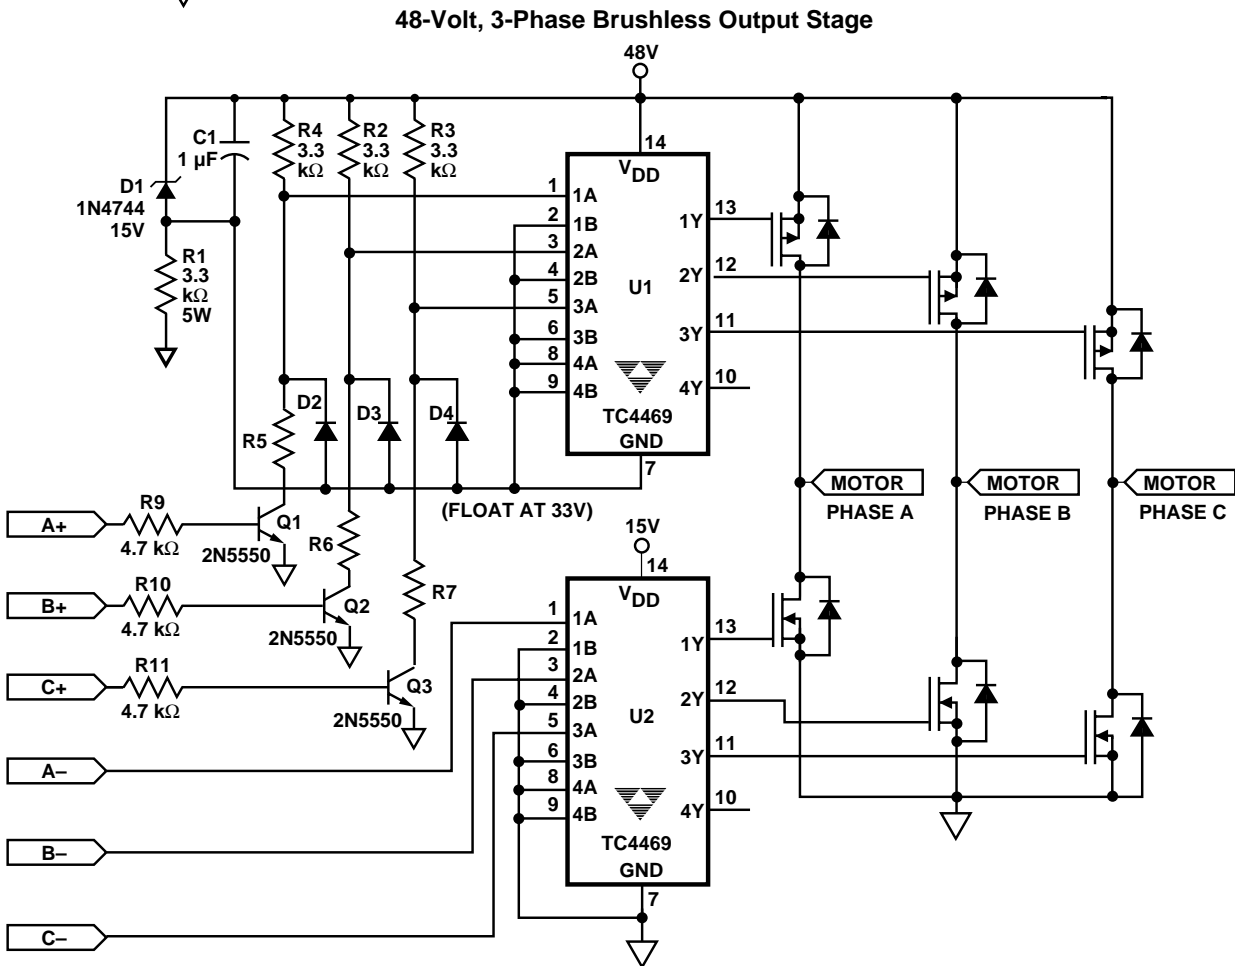 48-Volt, 3-Phase Brushless Output Stage
48V
R4
3.3
kΩ
R2
3.3
kΩ
R3
3.3
kΩ
C1
1 µF
D1
1N4744
15V
R1
3.3
kΩ
5W
14
VDD
1
1A
2
1B
3
2A
4
2B
5
3A
6
3B
8
4A
9
4B
U1
1Y
13
2Y
12
3Y
11
4Y
10
TC4469
GND
7
D2
D3
D4
R5
(FLOAT AT 33V)
MOTOR
PHASE A
MOTOR
PHASE B
MOTOR
PHASE C
A+
R9
4.7 kΩ
Q1
2N5550
R6
B+
R10
4.7 kΩ
Q2
2N5550
R7
C+
R11
4.7 kΩ
Q3
2N5550
A–
B–
C–
15V
14
VDD
1
1A
2
1B
3
2A
4
2B
5
3A
6
3B
8
4A
9
4B
U2
1Y
13
2Y
12
3Y
11
4Y
10
TC4469
GND
7